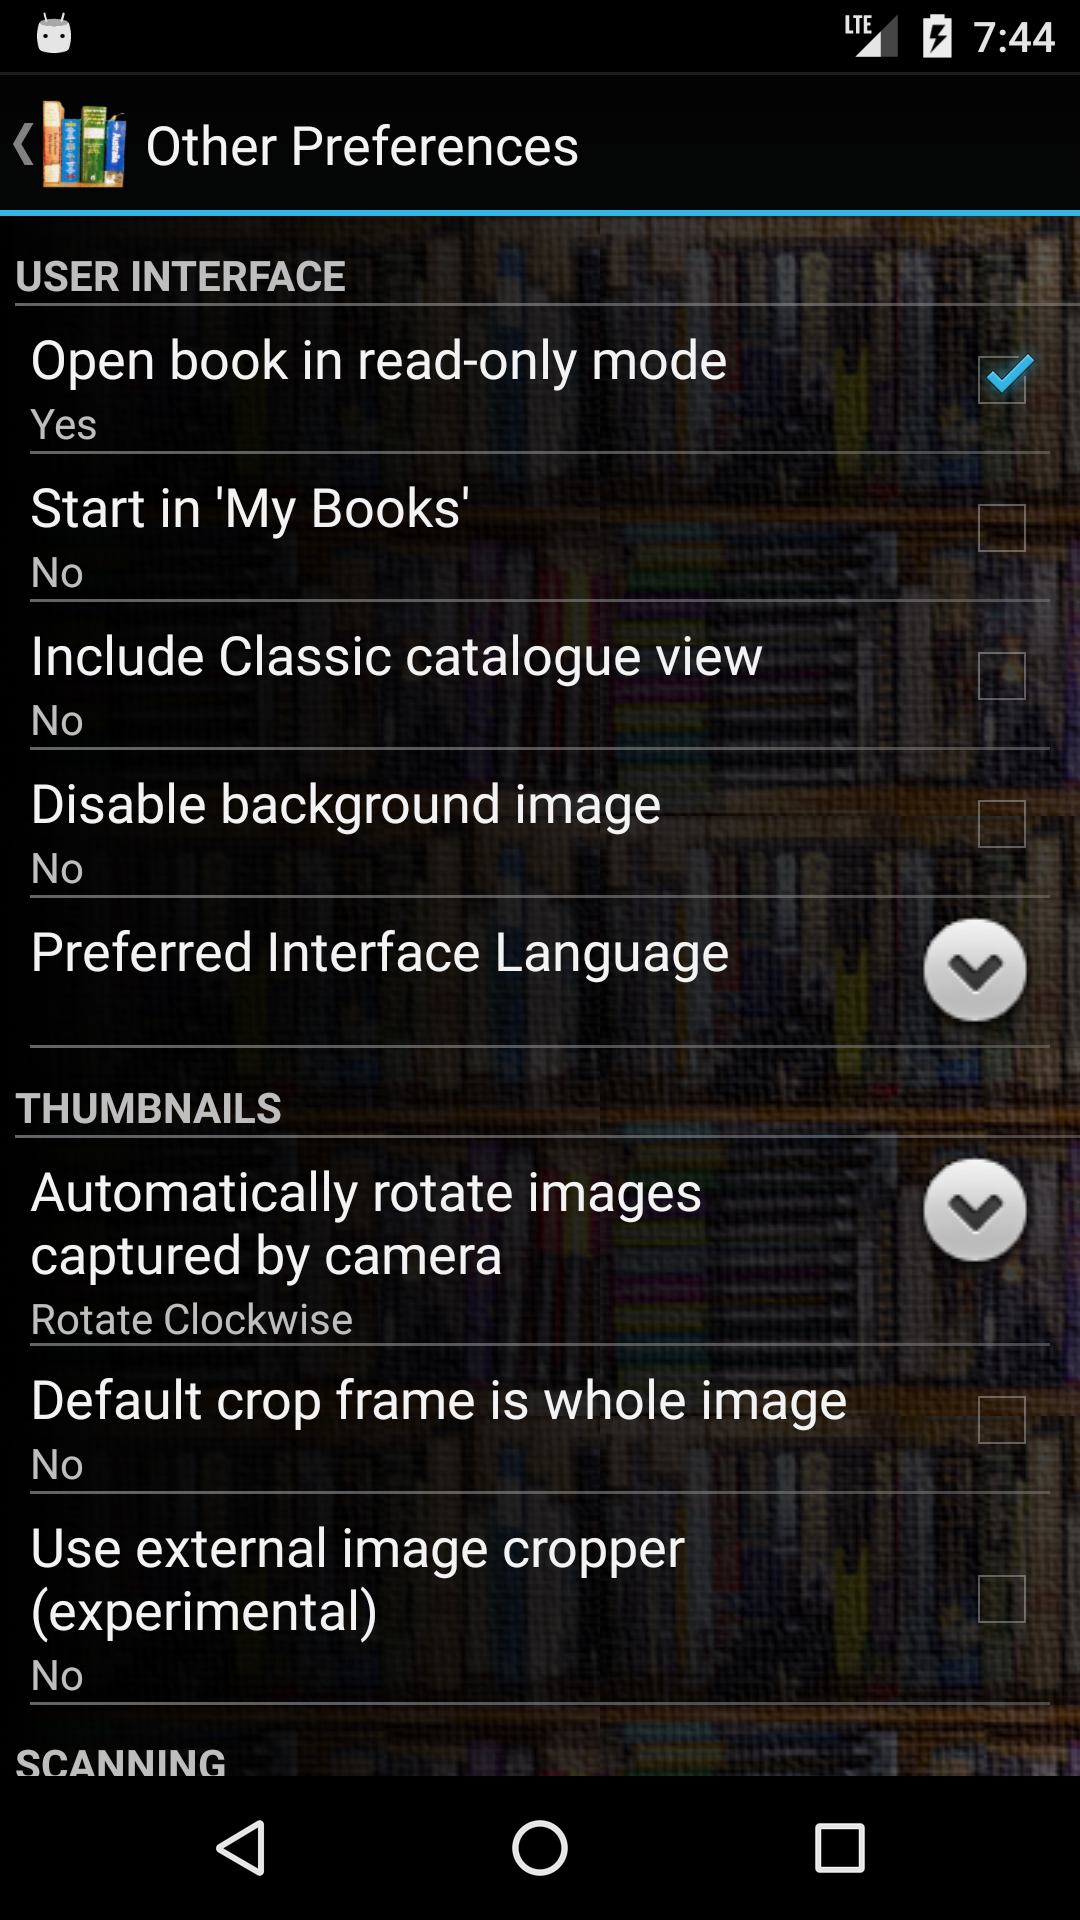 LTE 7:44
Other Preferences
USER INTERFACE
Open book in read-only mode
Yes
Start in 'My Books'
No
Include Classic catalogue view
No
Disable background image
No
Preferred Interface Language
THUMBNAILS
Automatically rotate images
captured by camera
Rotate Clockwise
Default crop frame is whole image
No
Use external image cropper
(experimental)
No
SCANNING